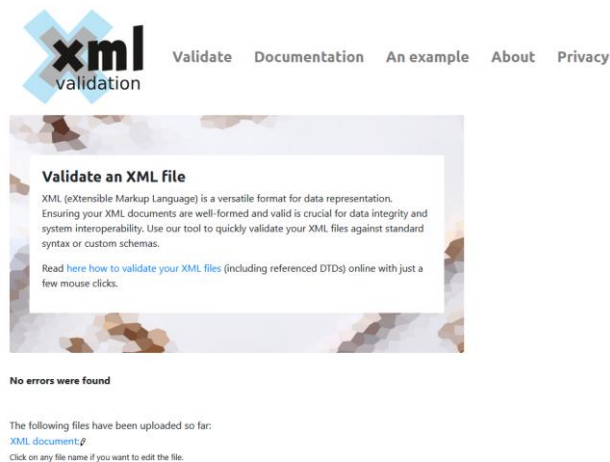 xml
validation
Validate Documentation An example About Privacy
Validate an XML file
XML (eXtensible Markup Language) is a versatile format for data representation.
Ensuring your XML documents are well-formed and valid is crucial for data integrity and
system interoperability. Use our tool to quickly validate your XML files against standard
syntax or custom schemas.
Read here how to validate your XML files (including referenced DTDs) online with just a
few mouse clicks.
No errors were found
The following files have been uploaded so far:
XML document:
Click on any file name if you want to edit the file.